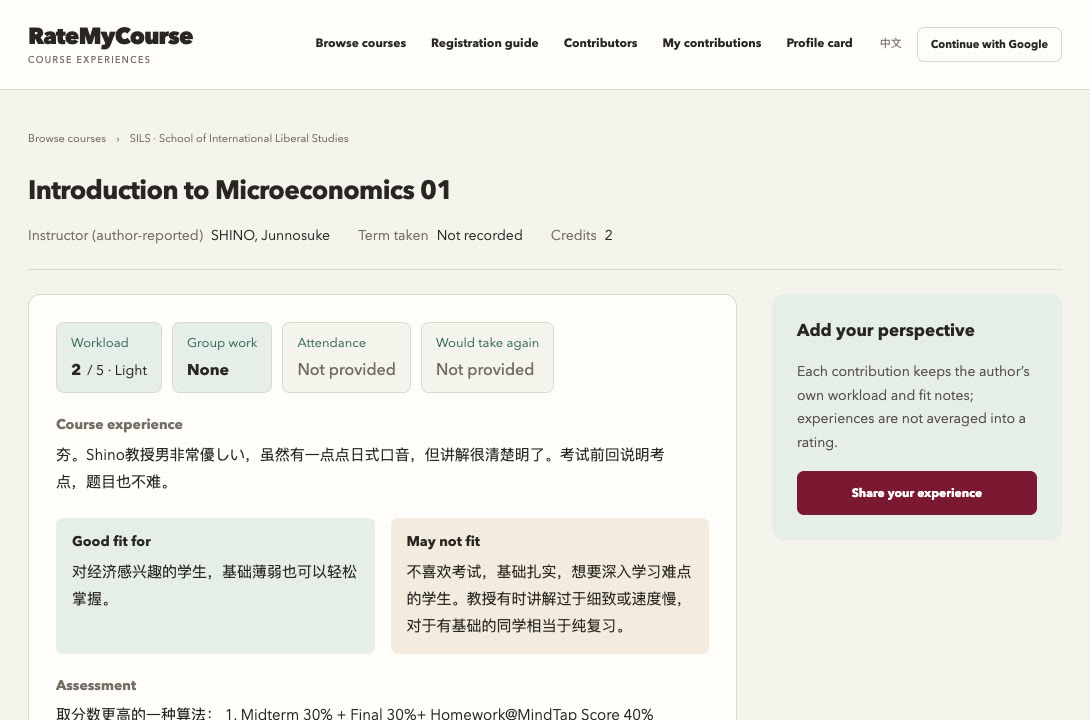 RateMyCourse
COURSE EXPERIENCES
Browse courses
Registration guide
Contributors
My contributions
Profile card
中文
Continue with Google
Browse courses › SILS · School of International Liberal Studies
Introduction to Microeconomics 01
Instructor (author-reported) SHINO, Junnosuke
Term taken Not recorded
Credits 2
Workload
2 / 5 · Light
Group work
None
Attendance
Not provided
Would take again
Not provided
Course experience
夯。Shino教授男非常優しい，虽然有一点点日式口音，但讲解很清楚明了。考试前回说明考
点，题目也不难。
Good fit for
对经济感兴趣的学生，基础薄弱也可以轻松
掌握。
May not fit
不喜欢考试，基础扎实，想要深入学习难点
的学生。教授有时讲解过于细致或速度慢，
对于有基础的同学相当于纯复习。
Assessment
取分数更高的一种算法： 1. Midterm 30% + Final 30%+ Homework@MindTap Score 40%
Add your perspective
Each contribution keeps the author’s
own workload and fit notes;
experiences are not averaged into a
rating.
Share your experience